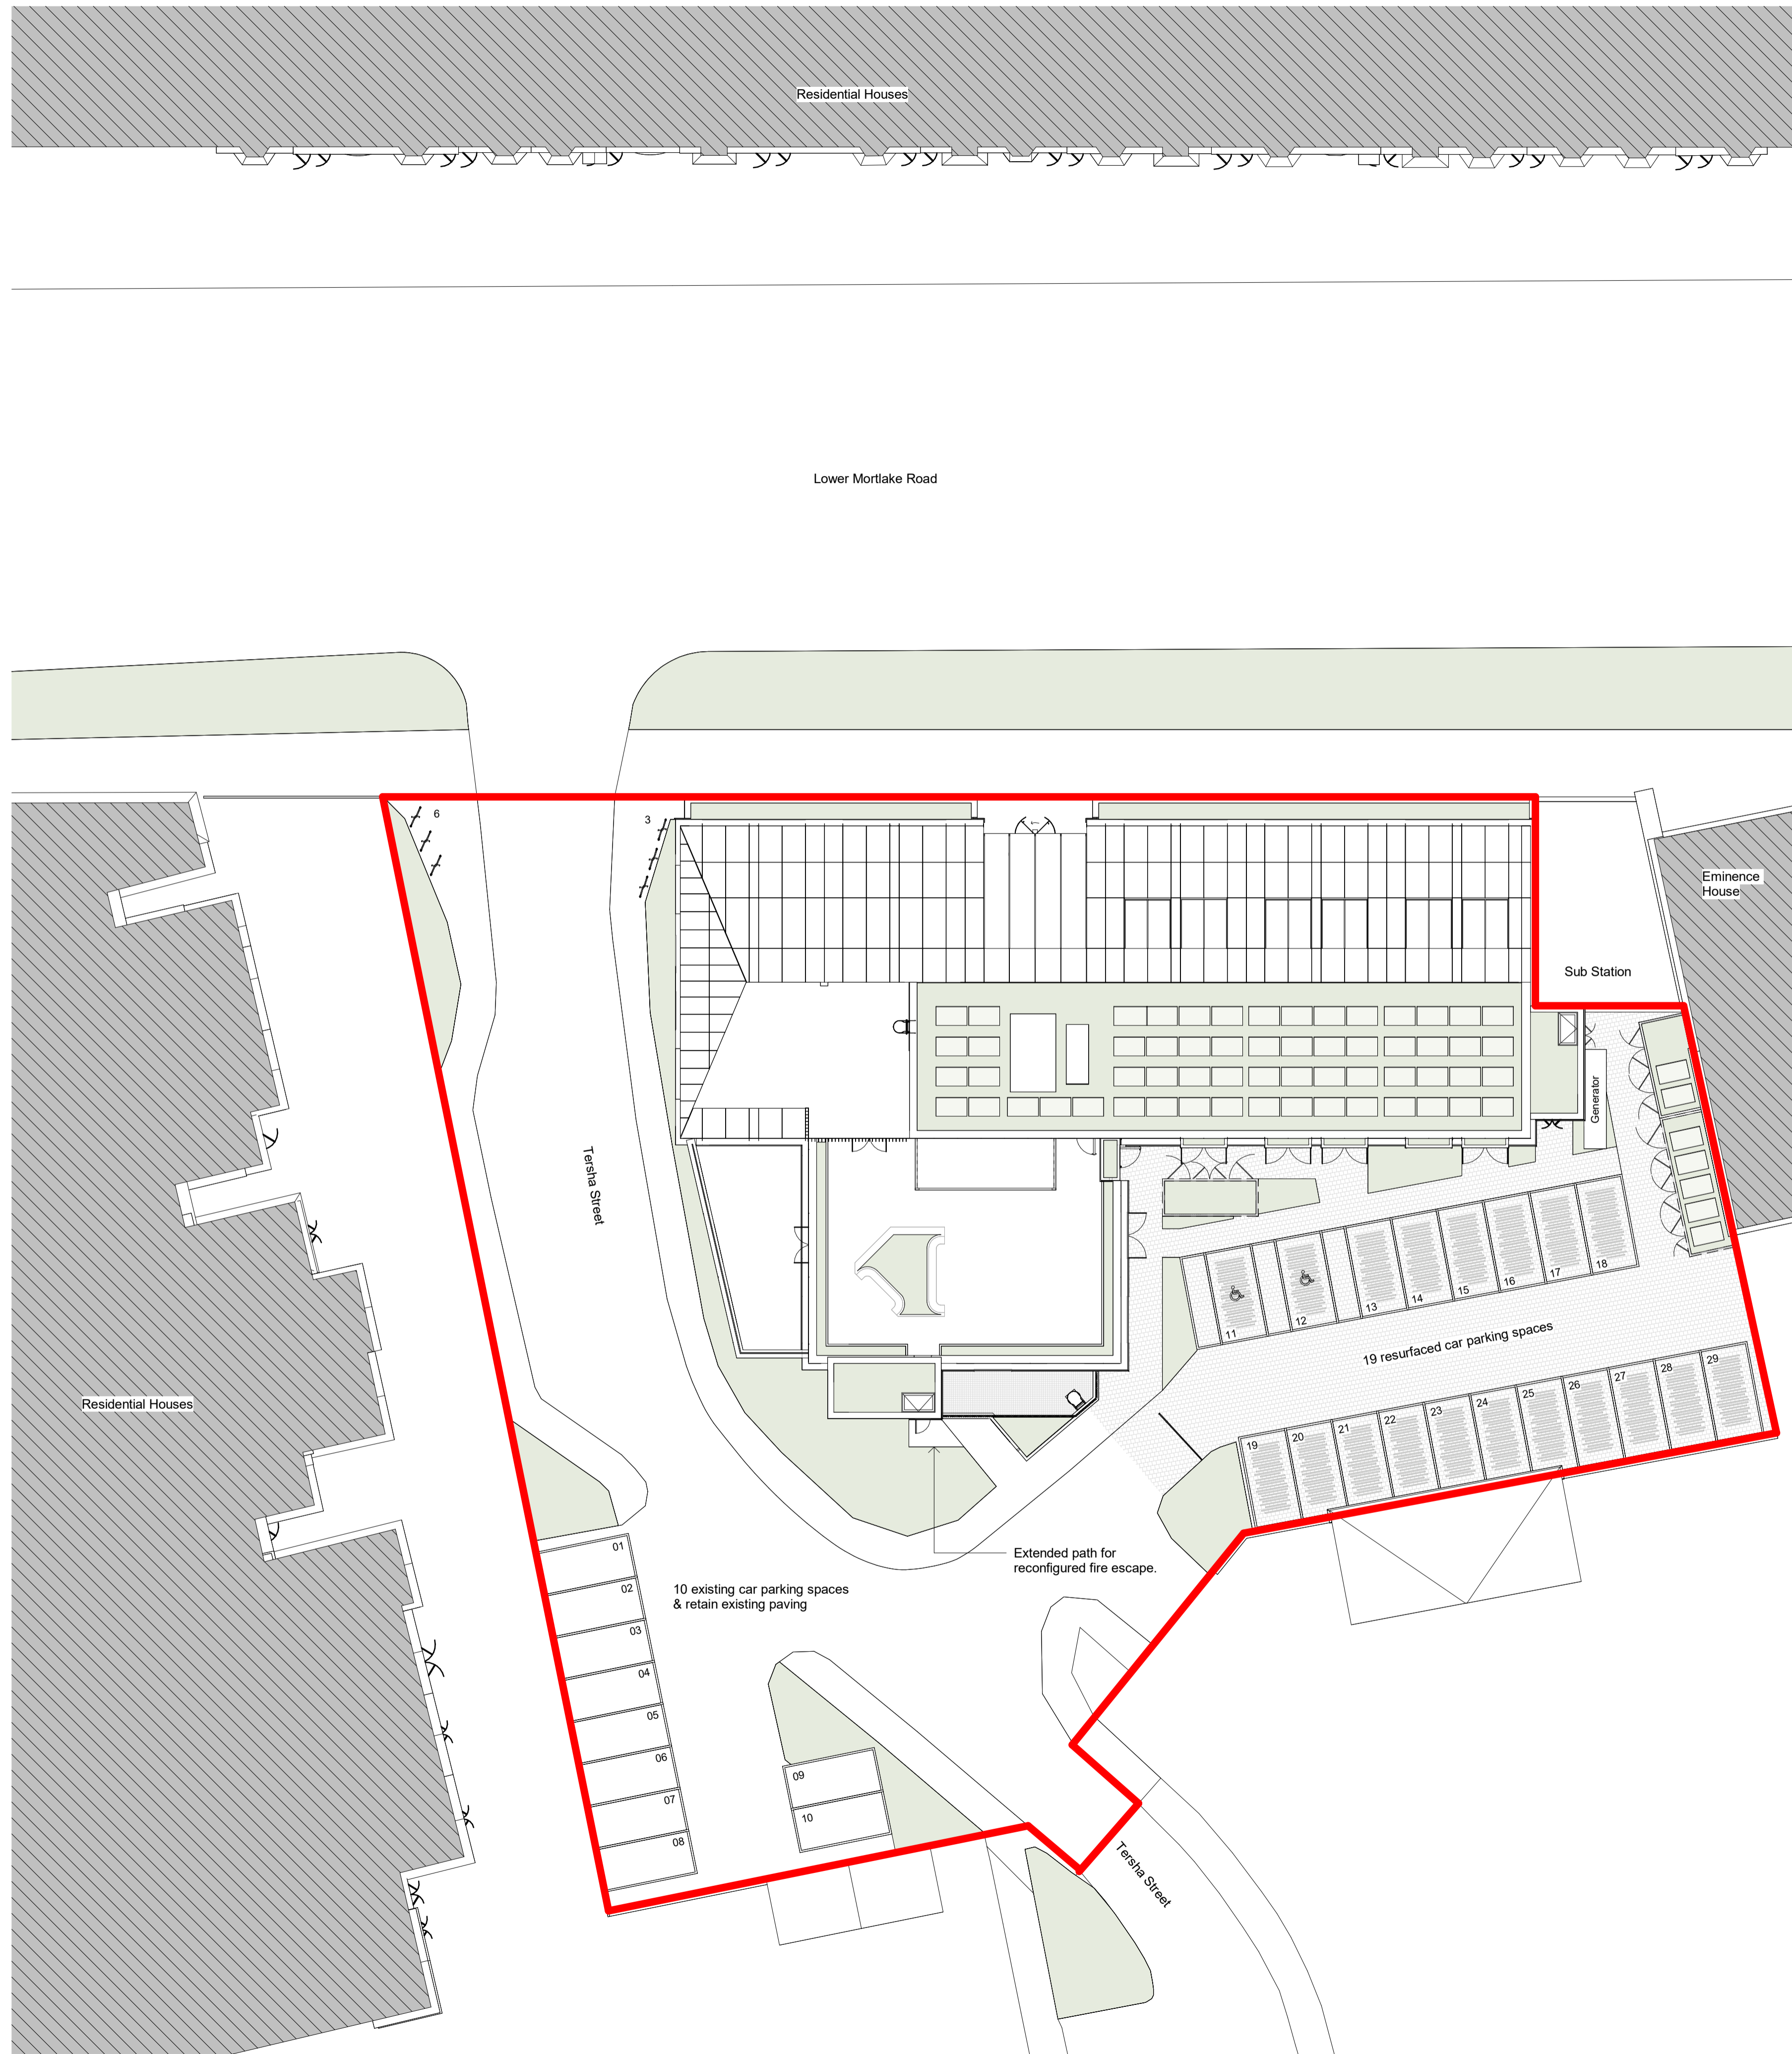 Residential Houses
Lower Mortlake Road
6
3
Eminence
House
Sub Station
Generator
Tersha Street
18
17
16
15
14
13
12
11
19 resurfaced car parking spaces
29
28
27
26
25
24
23
22
21
20
19
Residential Houses
01
02
03
04
05
06
07
08
Extended path for
reconfigured fire escape.
10 existing car parking spaces
& retain existing paving
09
10
Tersha Street